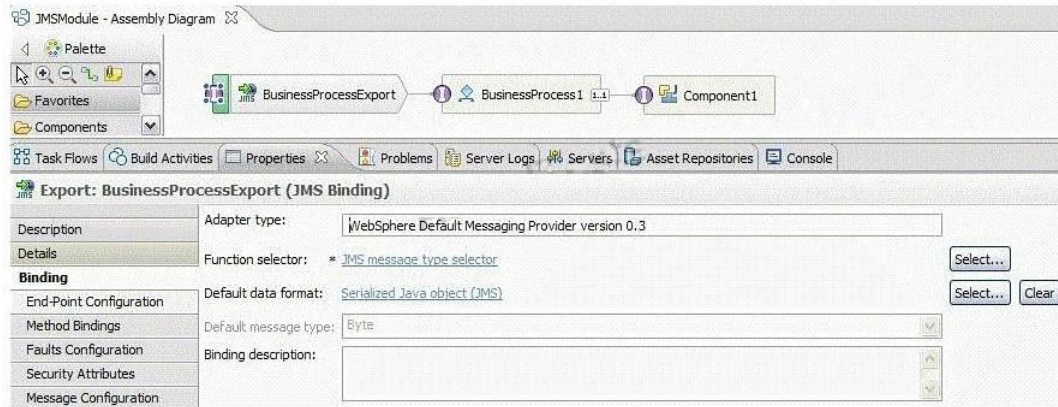 JMSModule - Assembly Diagram
Palette
Favorites
Components
JMS BusinessProcessExport
BusinessProcess1 1..1
Component1
Task Flows Build Activities Properties Problems Server Logs Servers Asset Repositories Console
JMS Export: BusinessProcessExport (JMS Binding)
Description
Details
Binding
End-Point Configuration
Method Bindings
Faults Configuration
Security Attributes
Message Configuration
Adapter type: WebSphere Default Messaging Provider version 0.3
Function selector: * JMS message type selector Select...
Default data format: Serialized Java object (JMS) Select... Clear
Default message type: Byte
Binding description: